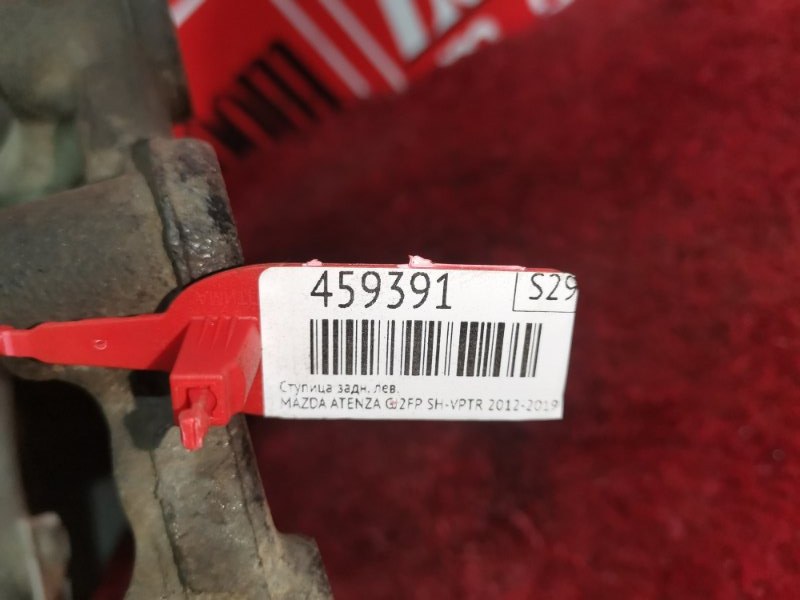 459391
S29
Ступица задн. лев.
MAZDA ATENZA GJ2FP SH-VPTR 2012-2019